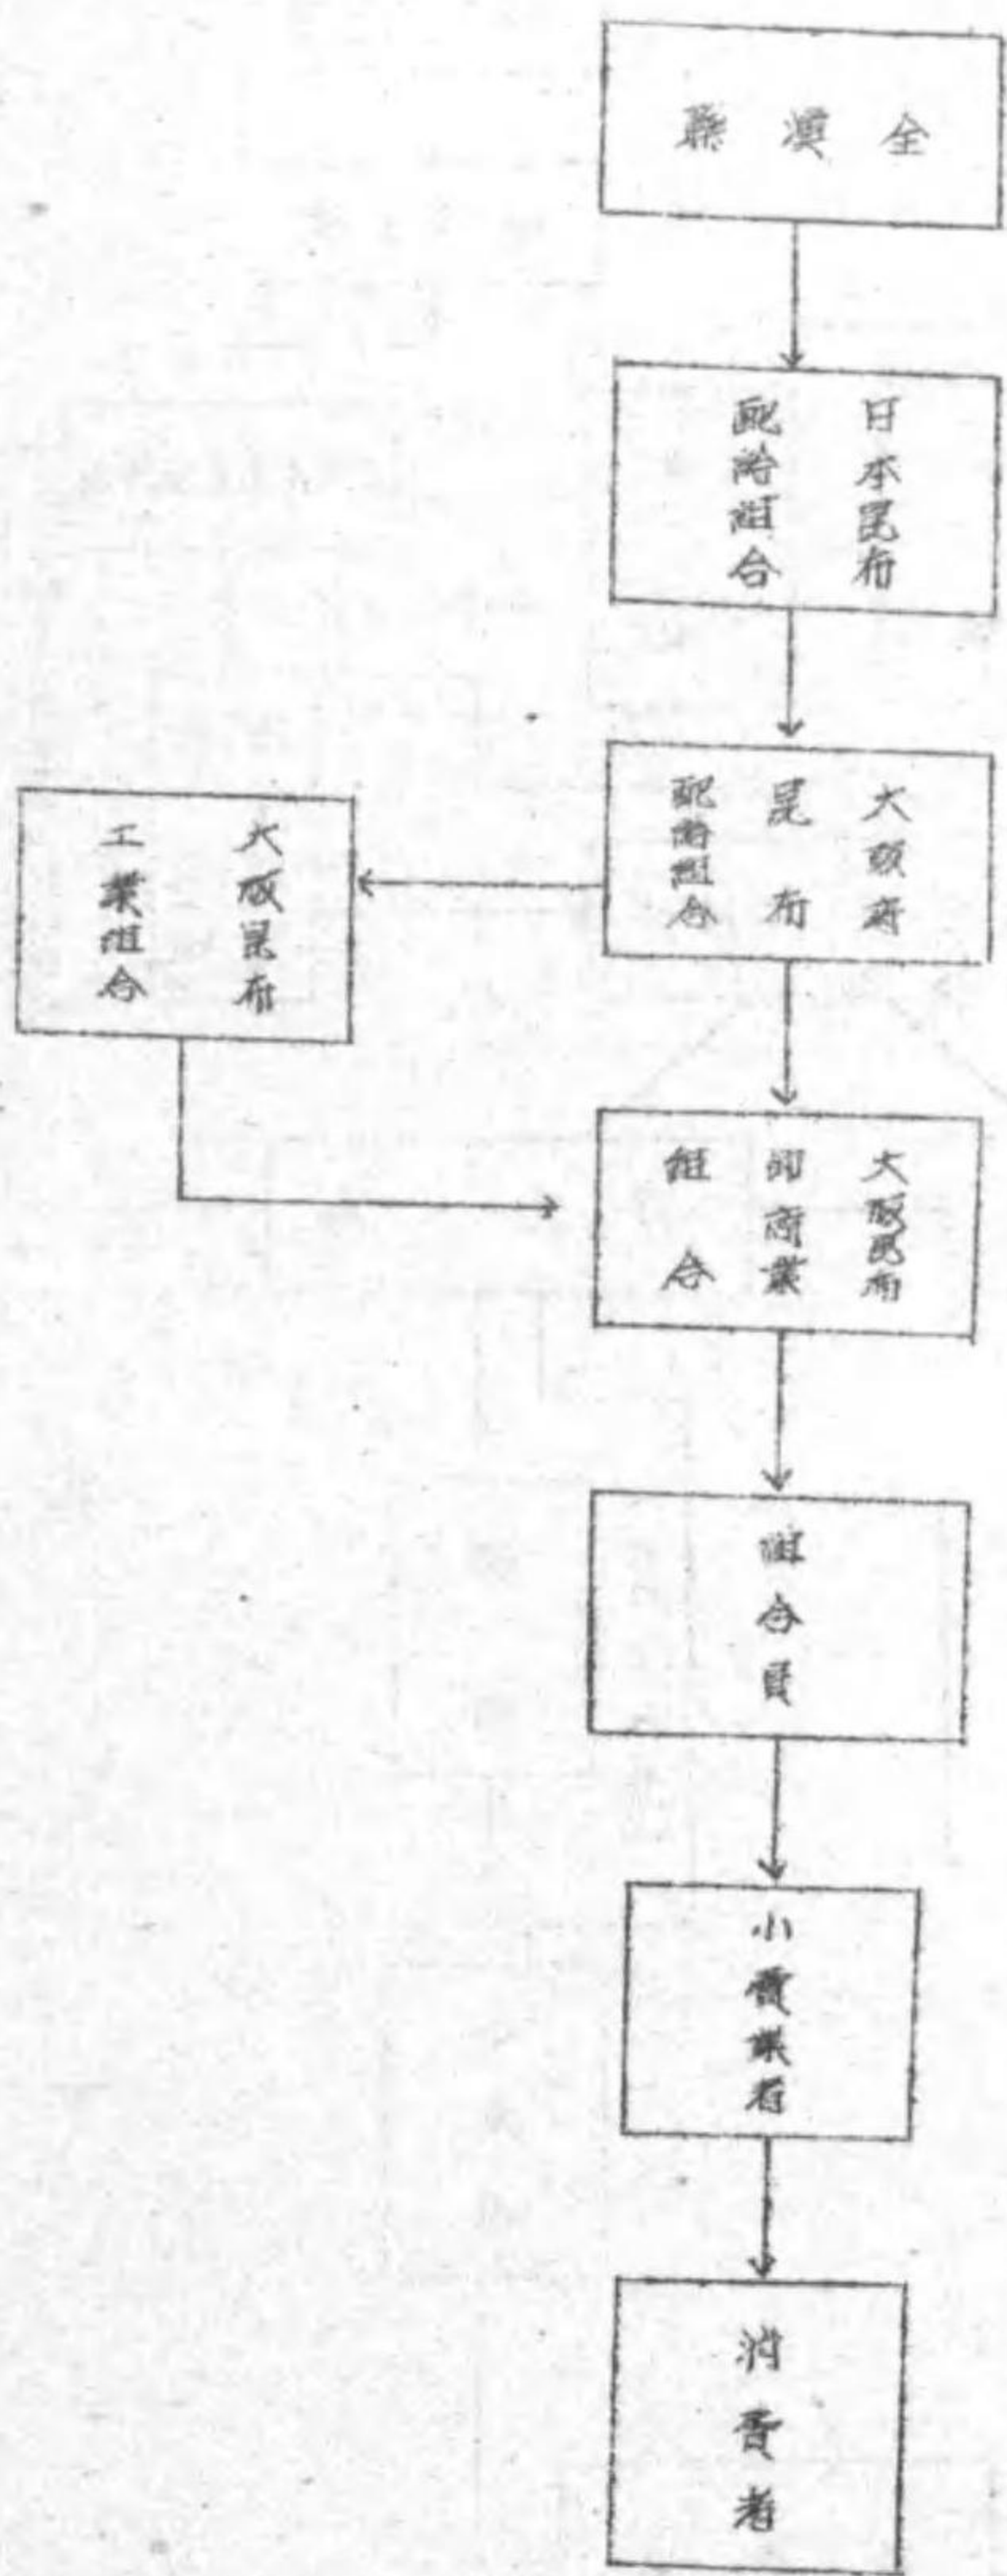 全漁聯
日本昆布
配給組合
大阪府
昆布
配給組合
大阪昆布
工業組合
大阪昆布
卸商業
組合
組合員
小賣業者
消費者